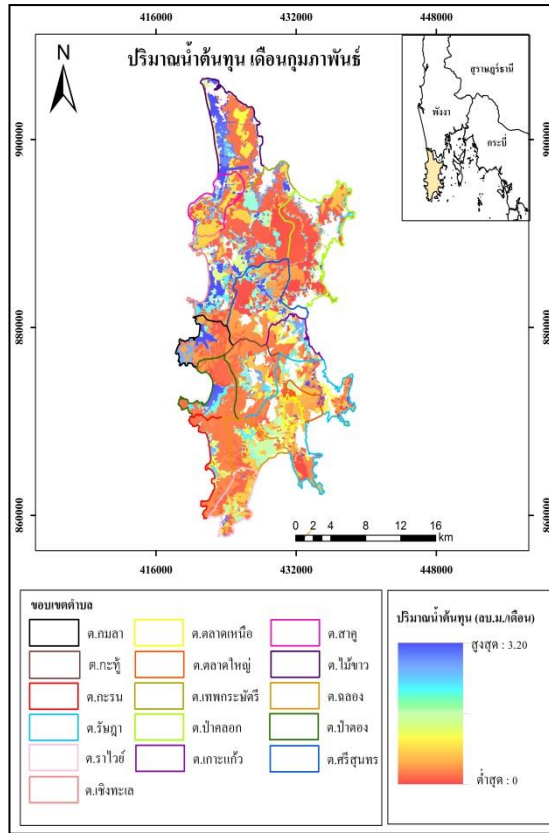 416000 432000 448000
N
ปริมาณน้ำต้นทุน เดือนกุมภาพันธ์
สุราษฎร์ธานี
พังงา
กระบี่
900000 900000
880000 880000
860000 860000
0 2 4 8 12 16
km
416000 432000 448000
ขอบเขตตำบล
ต.กมลา ต.ตลาดเหนือ ต.สาคู
ต.กะทู้ ต.ตลาดใหญ่ ต.ไม้ขาว
ต.กะรน ต.เทพกระษัตรี ต.ฉลอง
ต.รัษฎา ต.ป่าคลอก ต.ป่าตอง
ต.ราไวย์ ต.เกาะแก้ว ต.ศรีสุนทร
ต.เชิงทะเล
ปริมาณน้ำต้นทุน (ลบ.ม./เดือน)
สูงสุด : 3.20
ต่ำสุด : 0